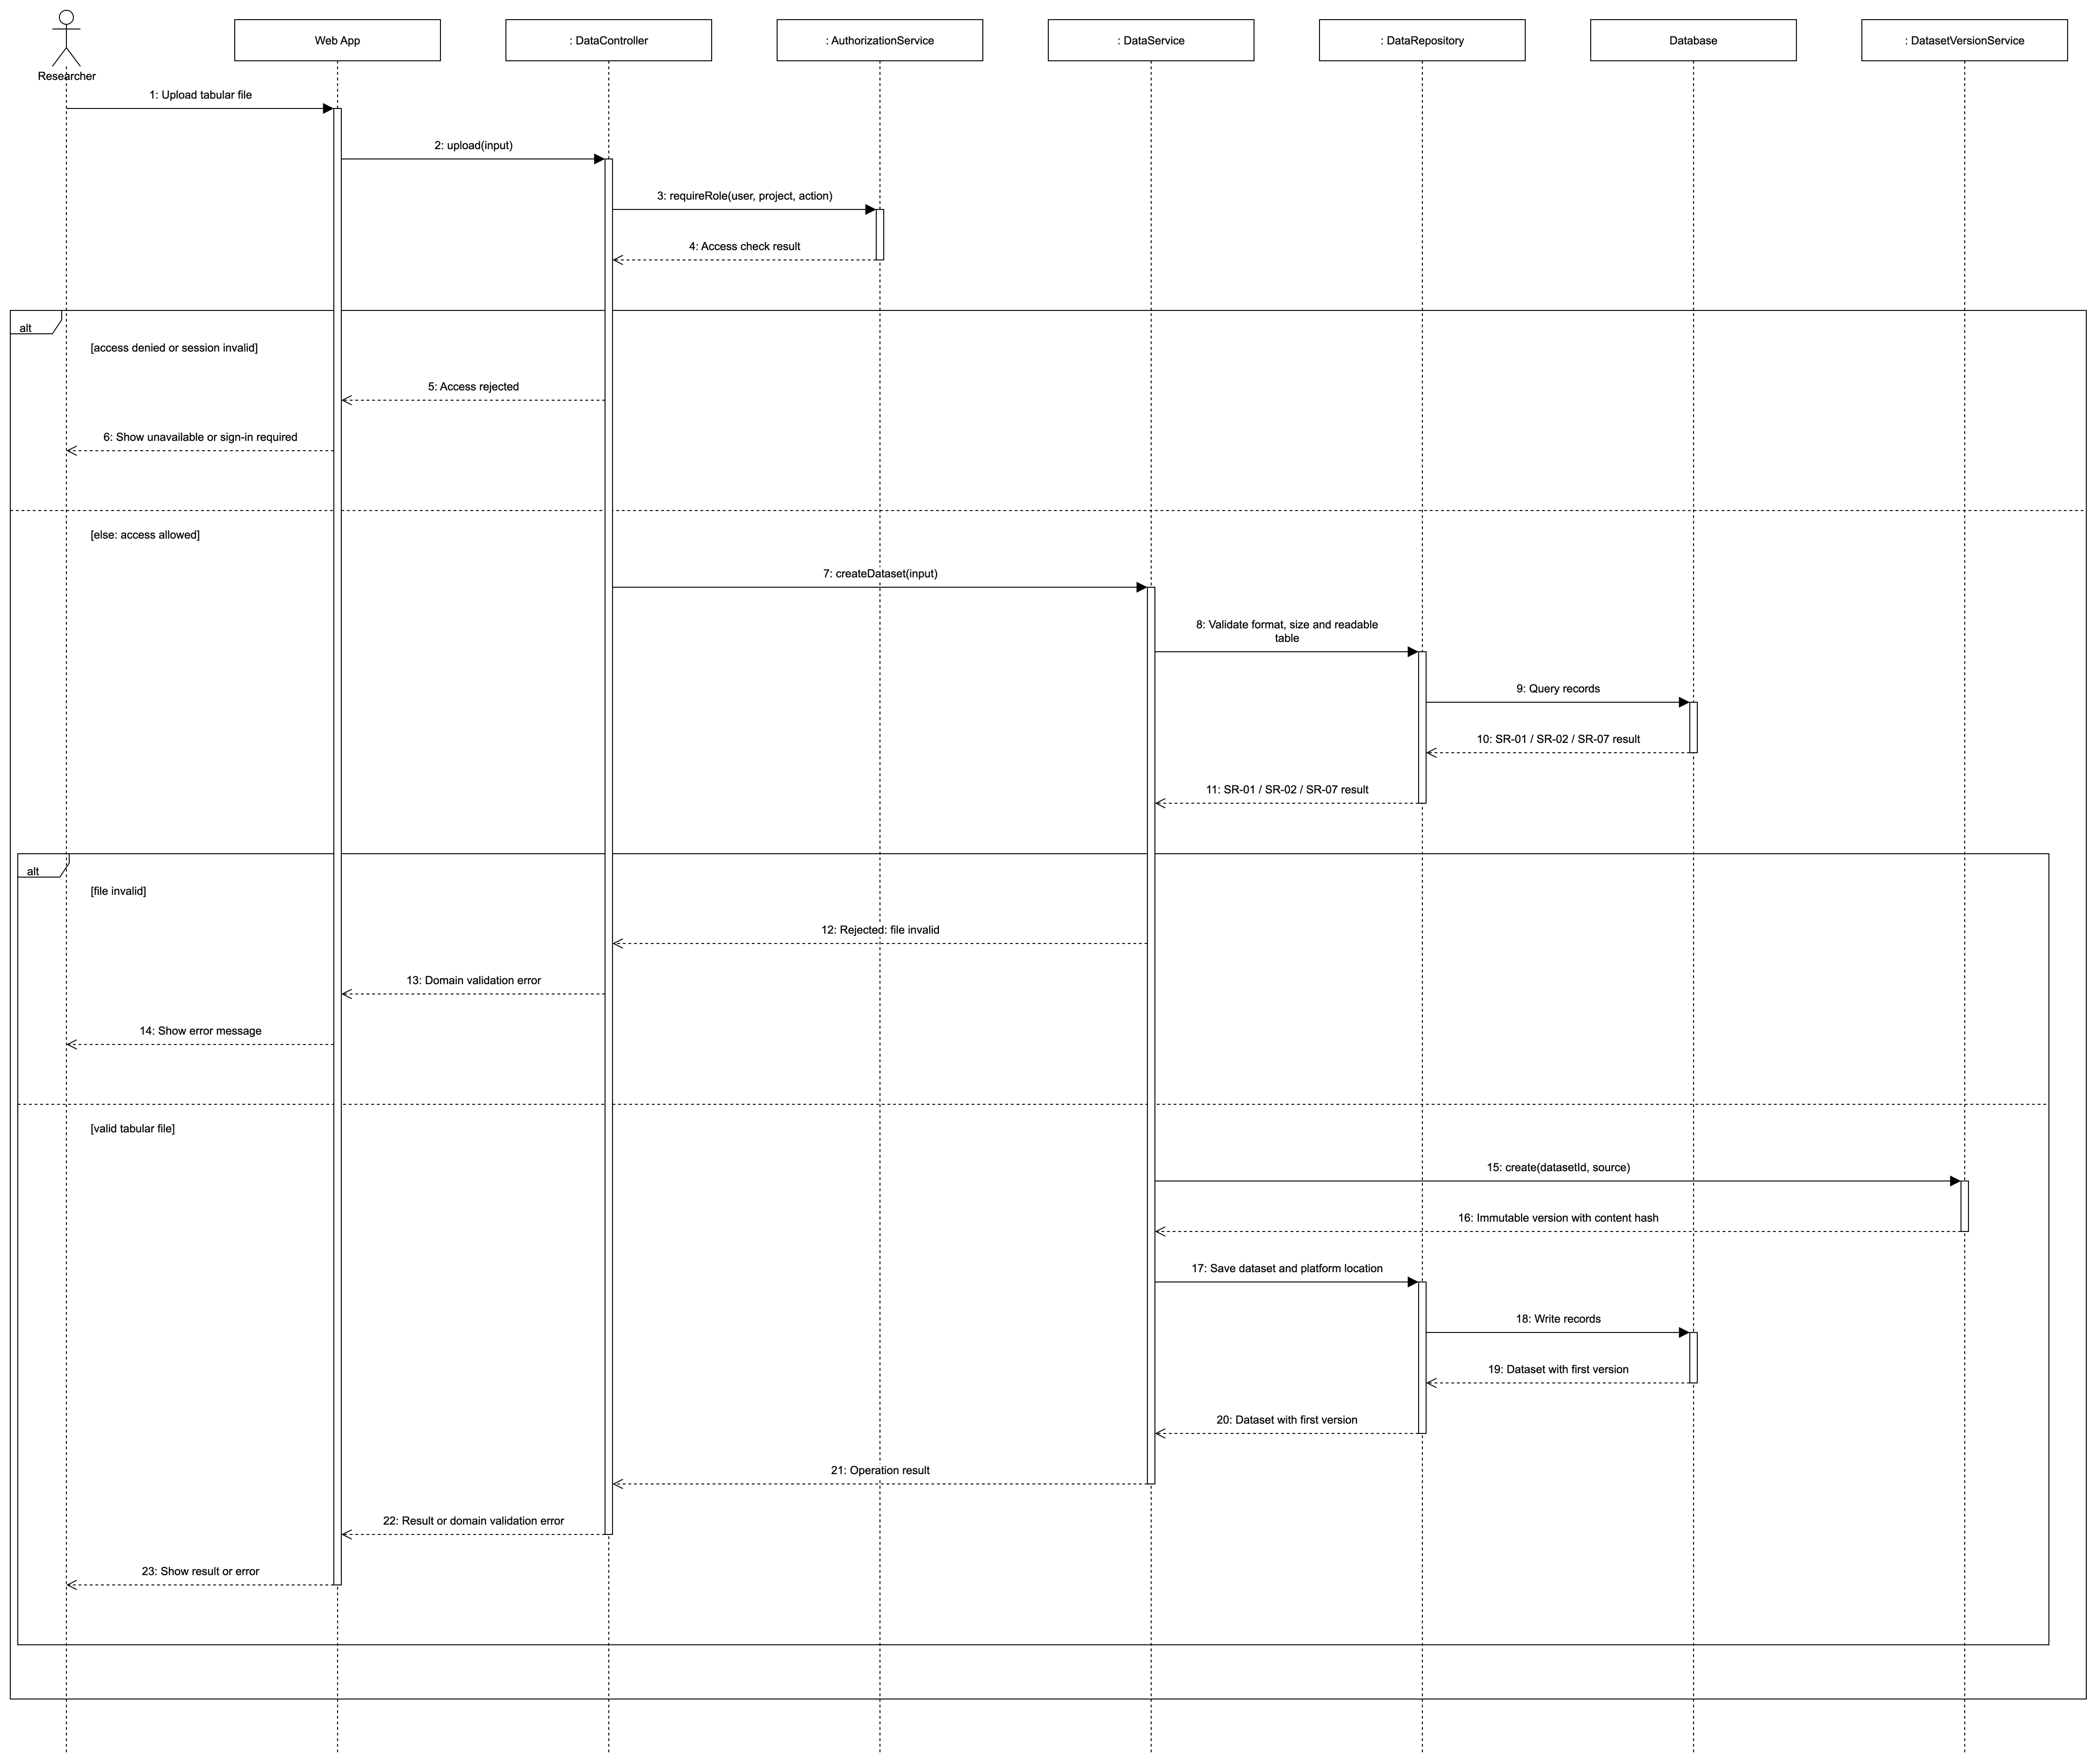 Researcher
Web App
: DataController
: AuthorizationService
: DataService
: DataRepository
Database
: DatasetVersionService
1: Upload tabular file
2: upload(input)
3: requireRole(user, project, action)
4: Access check result
alt
[access denied or session invalid]
5: Access rejected
6: Show unavailable or sign-in required
[else: access allowed]
7: createDataset(input)
8: Validate format, size and readable
table
9: Query records
10: SR-01 / SR-02 / SR-07 result
11: SR-01 / SR-02 / SR-07 result
alt
[file invalid]
12: Rejected: file invalid
13: Domain validation error
14: Show error message
[valid tabular file]
15: create(datasetId, source)
16: Immutable version with content hash
17: Save dataset and platform location
18: Write records
19: Dataset with first version
20: Dataset with first version
21: Operation result
22: Result or domain validation error
23: Show result or error